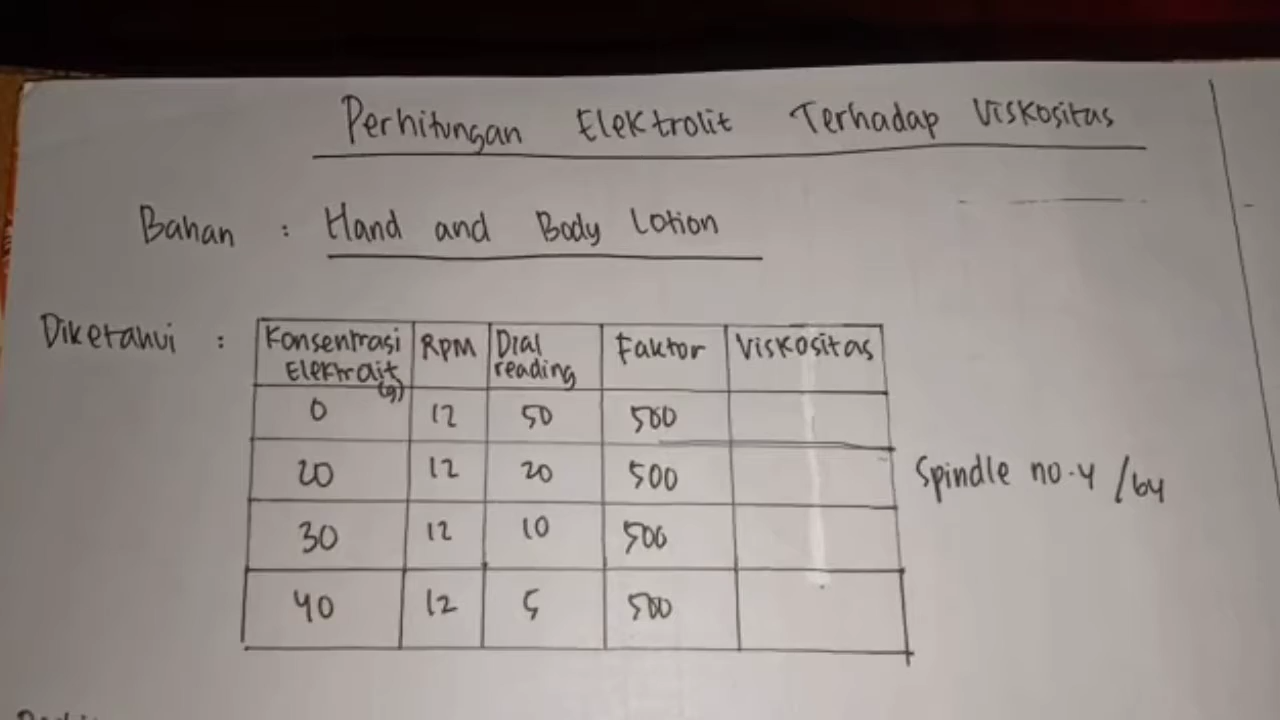 Perhitungan Elektrolit Terhadap Viskositas
Bahan : Hand and Body Lotion
Diketahui :
Konsentrasi Elektrolit (g) RPM Dial reading Faktor Viskositas
0 12 50 500
20 12 20 500
30 12 10 500
40 12 5 500
Spindle no.4 / 64